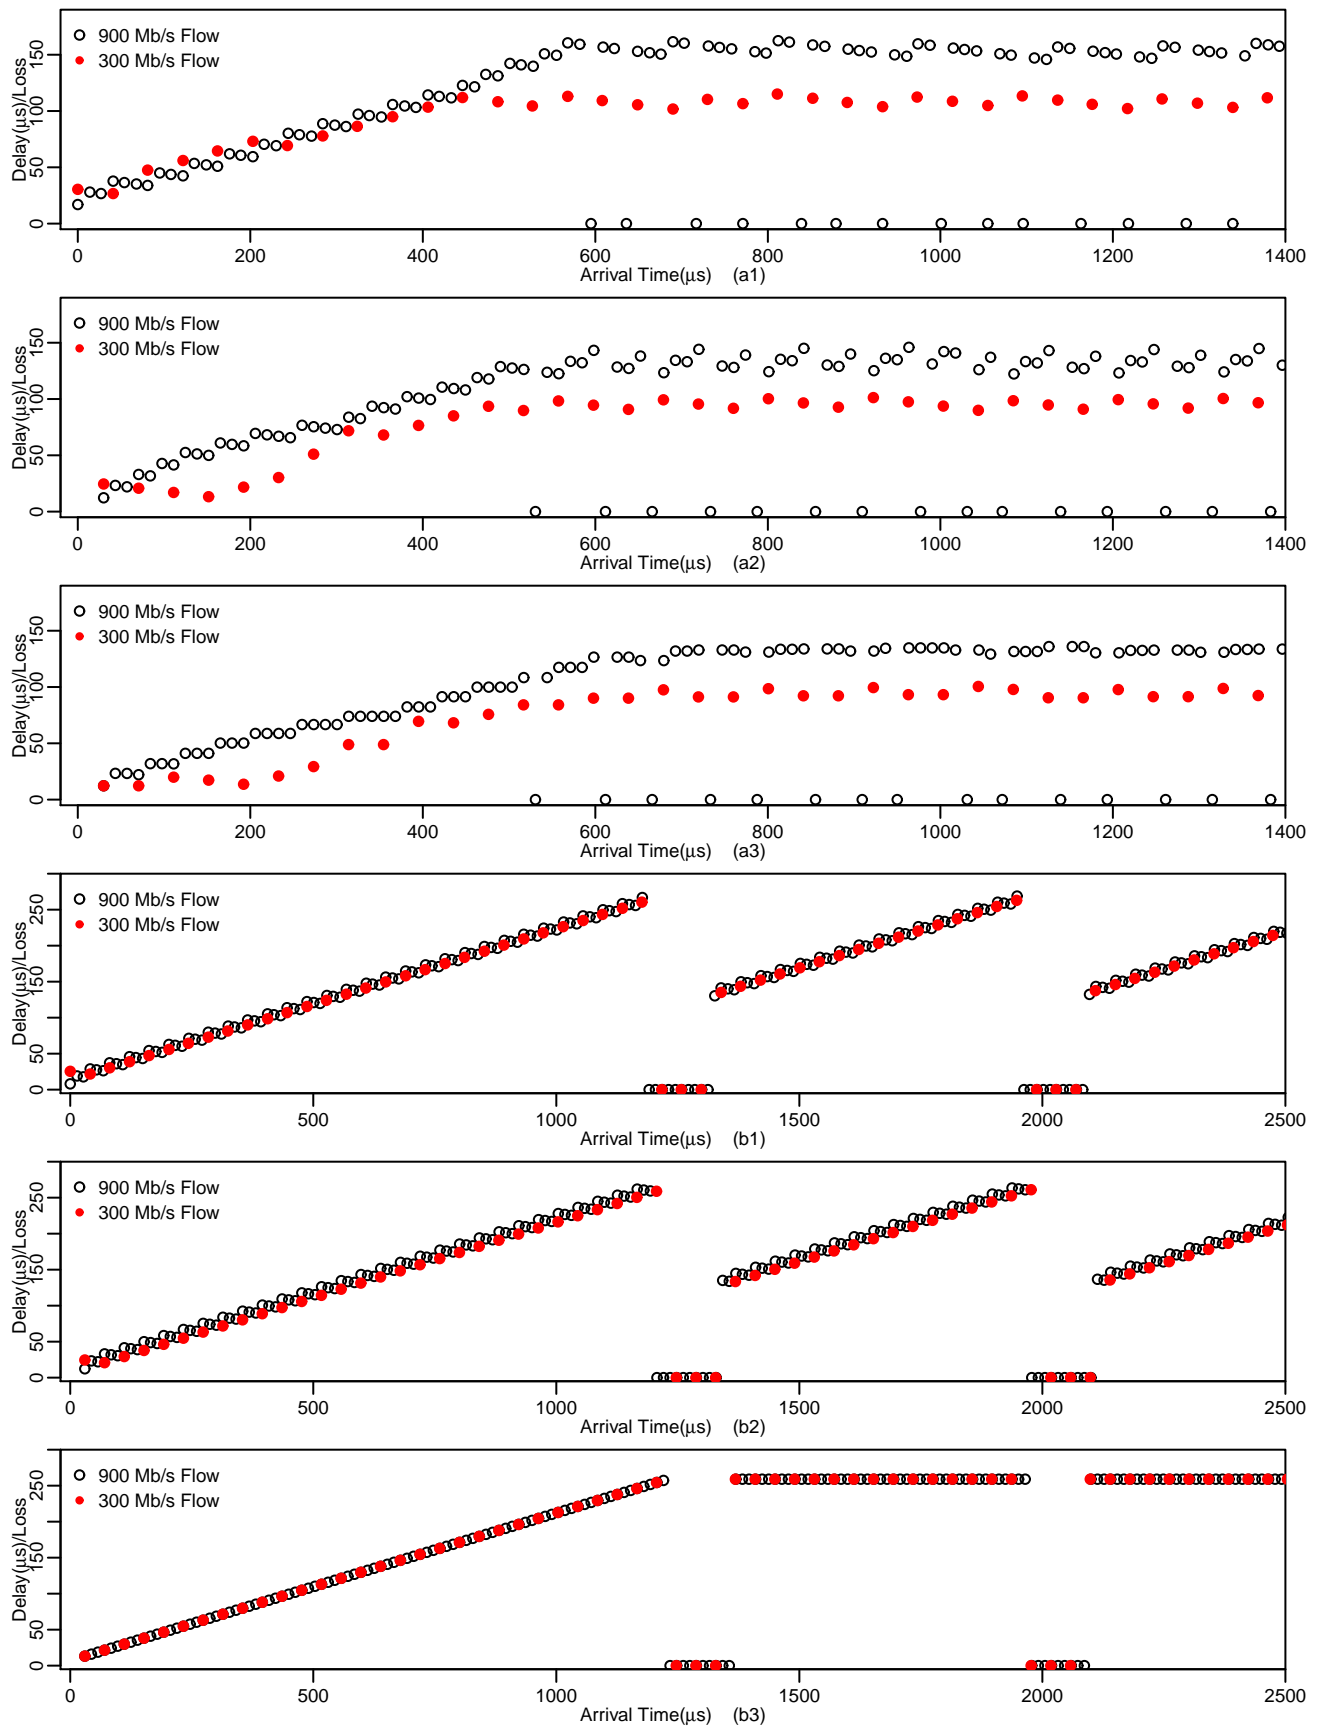 900 Mb/s Flow
300 Mb/s Flow
Delay(μs)/Loss
0 50 100 150
0 200 400 600 800 1000 1200 1400
Arrival Time(μs) (a1)
900 Mb/s Flow
300 Mb/s Flow
Delay(μs)/Loss
0 50 100 150
0 200 400 600 800 1000 1200 1400
Arrival Time(μs) (a2)
900 Mb/s Flow
300 Mb/s Flow
Delay(μs)/Loss
0 50 100 150
0 200 400 600 800 1000 1200 1400
Arrival Time(μs) (a3)
900 Mb/s Flow
300 Mb/s Flow
Delay(μs)/Loss
0 50 150 250
0 500 1000 1500 2000 2500
Arrival Time(μs) (b1)
900 Mb/s Flow
300 Mb/s Flow
Delay(μs)/Loss
0 50 150 250
0 500 1000 1500 2000 2500
Arrival Time(μs) (b2)
900 Mb/s Flow
300 Mb/s Flow
Delay(μs)/Loss
0 50 150 250
0 500 1000 1500 2000 2500
Arrival Time(μs) (b3)